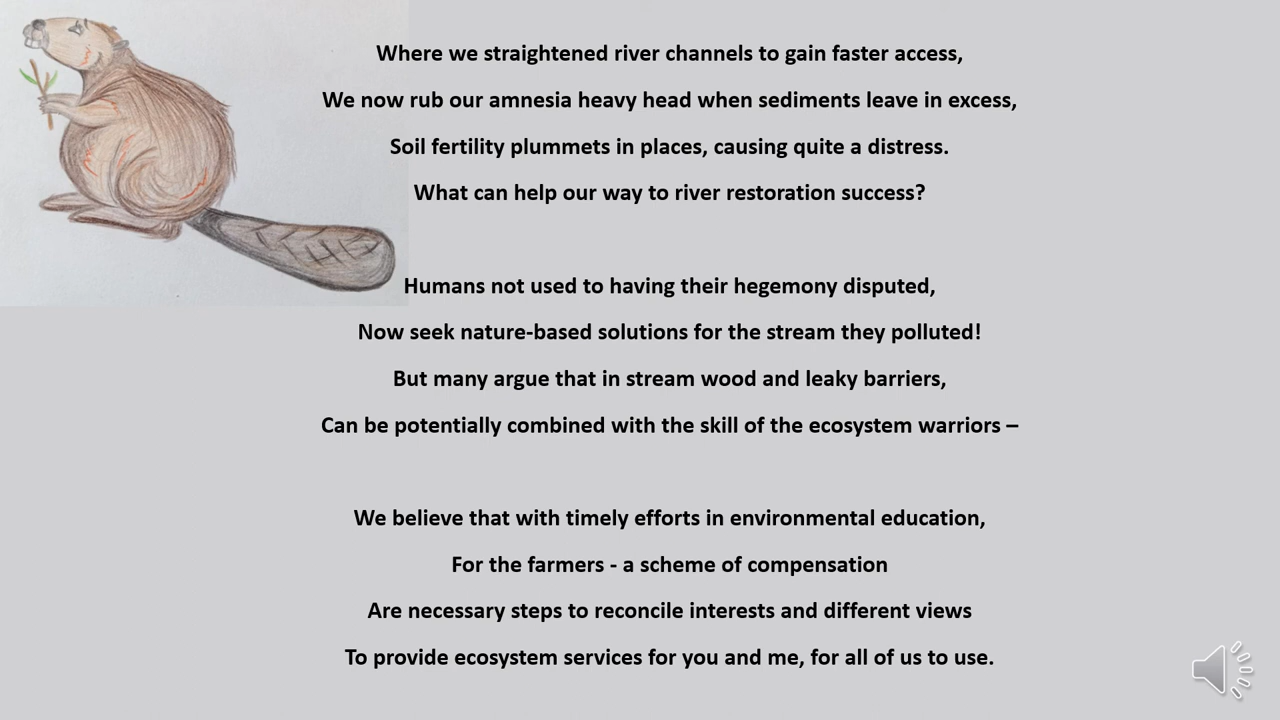 Where we straightened river channels to gain faster access,
We now rub our amnesia heavy head when sediments leave in excess,
Soil fertility plummets in places, causing quite a distress.
What can help our way to river restoration success?
Humans not used to having their hegemony disputed,
Now seek nature-based solutions for the stream they polluted!
But many argue that in stream wood and leaky barriers,
Can be potentially combined with the skill of the ecosystem warriors –
We believe that with timely efforts in environmental education,
For the farmers - a scheme of compensation
Are necessary steps to reconcile interests and different views
To provide ecosystem services for you and me, for all of us to use.